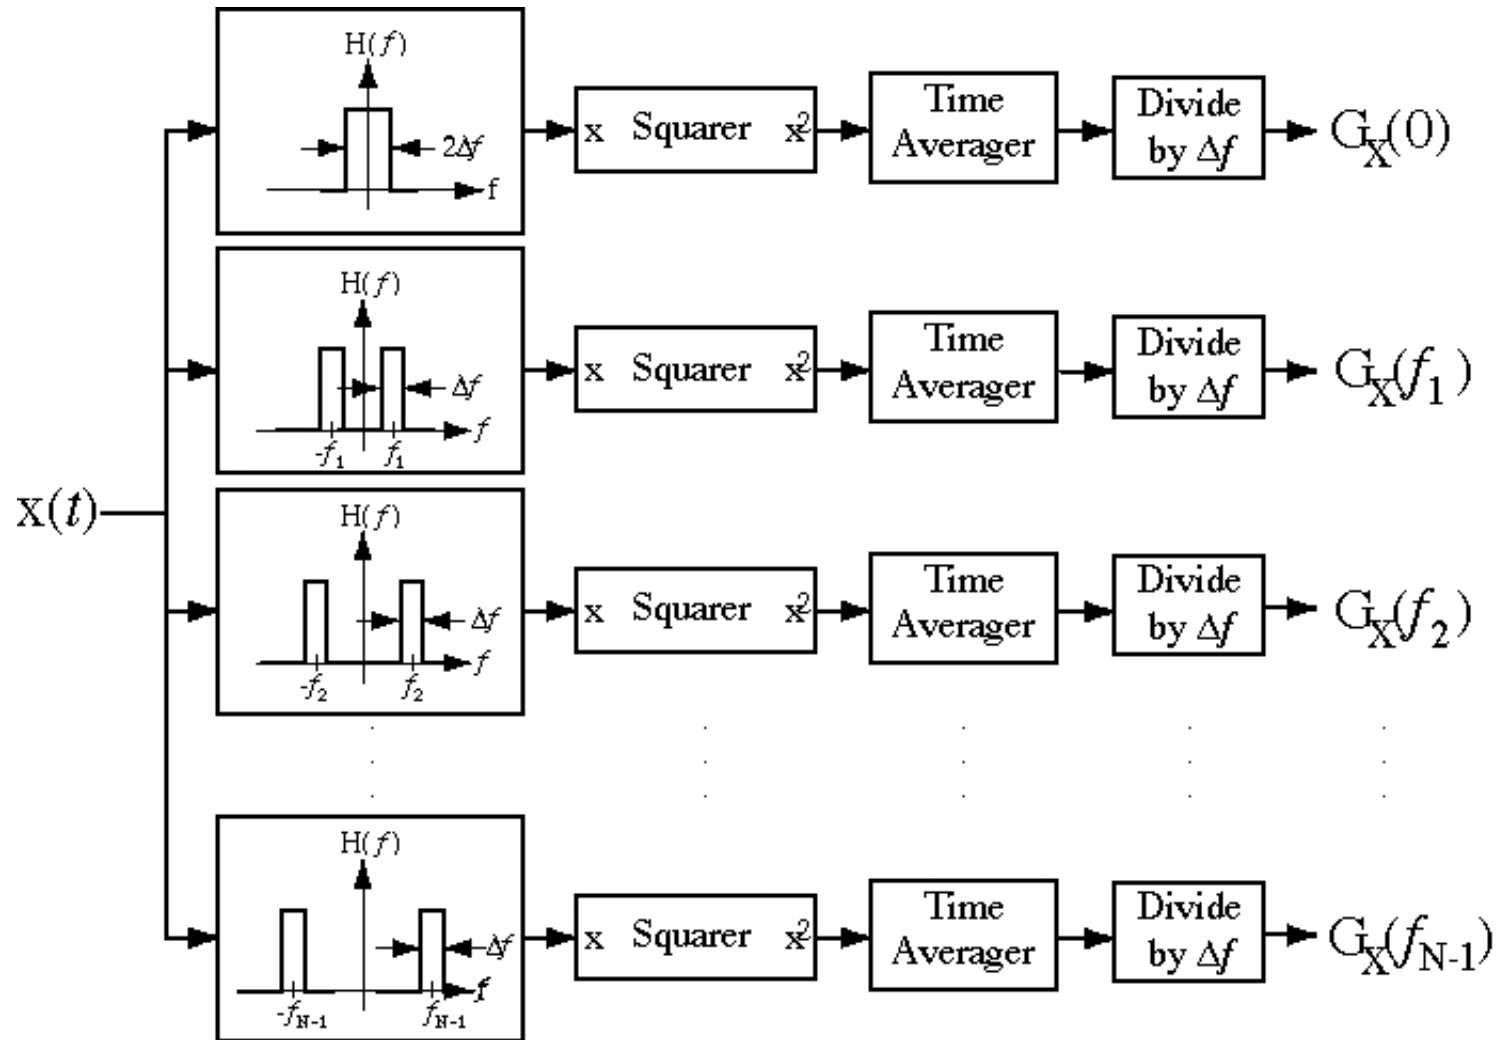 H(f)
2Δf
f
x Squarer x²
Time
Averager
Divide
by Δf
G_X(0)
H(f)
Δf
f
-f₁ f₁
x Squarer x²
Time
Averager
Divide
by Δf
G_X(f₁)
x(t)
H(f)
Δf
f
-f₂ f₂
x Squarer x²
Time
Averager
Divide
by Δf
G_X(f₂)
H(f)
Δf
f
-f_N-1 f_N-1
x Squarer x²
Time
Averager
Divide
by Δf
G_X(f_N-1)